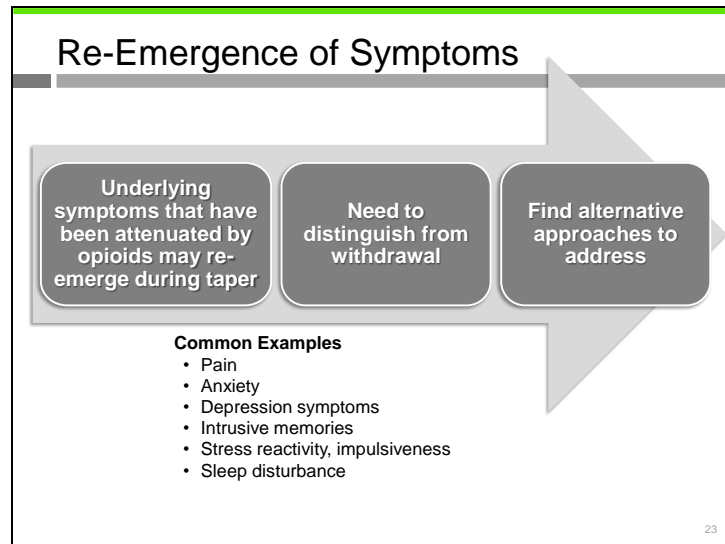 Re-Emergence of Symptoms
Underlying
symptoms that have
been attenuated by
opioids may re-
emerge during taper
Need to
distinguish from
withdrawal
Find alternative
approaches to
address
Common Examples
• Pain
• Anxiety
• Depression symptoms
• Intrusive memories
• Stress reactivity, impulsiveness
• Sleep disturbance
23